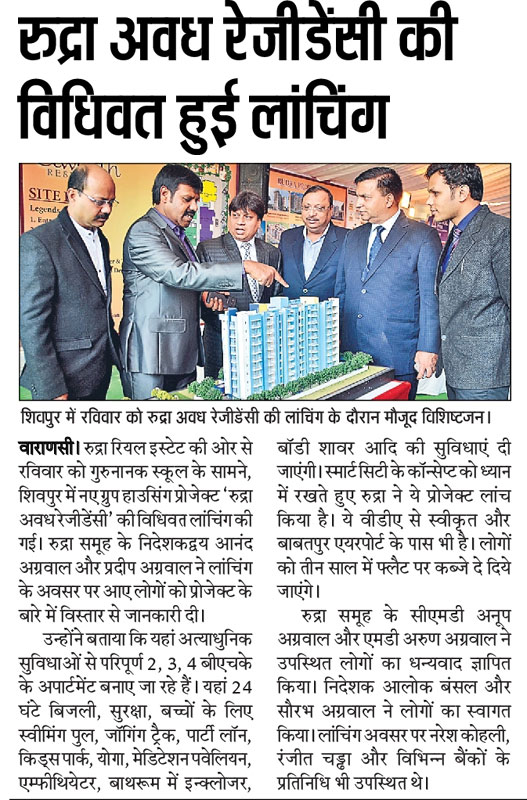 रुद्रा अवध रेजीडेंसी की
विधिवत हुई लांचिंग
शिवपुर में रविवार को रुद्रा अवध रेजीडेंसी की लांचिंग के दौरान मौजूद विशिष्टजन।
वाराणसी। रुद्रा रियल इस्टेट की ओर से
रविवार को गुरुनानक स्कूल के सामने,
शिवपुर में नए ग्रुप हाउसिंग प्रोजेक्ट ‘रुद्रा
अवध रेजीडेंसी’ की विधिवत लांचिंग की
गई। रुद्रा समूह के निदेशकद्वय आनंद
अग्रवाल और प्रदीप अग्रवाल ने लांचिंग
के अवसर पर आए लोगों को प्रोजेक्ट के
बारे में विस्तार से जानकारी दी।
उन्होंने बताया कि यहां अत्याधुनिक
सुविधाओं से परिपूर्ण 2, 3, 4 बीएचके
के अपार्टमेंट बनाए जा रहे हैं। यहां 24
घंटे बिजली, सुरक्षा, बच्चों के लिए
स्वीमिंग पुल, जॉगिंग ट्रैक, पार्टी लॉन,
किड्स पार्क, योगा, मेडिटेशन पवेलियन,
एम्फीथियेटर, बाथरूम में इन्क्लोजर,
बॉडी शावर आदि की सुविधाएं दी
जाएंगी। स्मार्ट सिटी के कॉन्सेप्ट को ध्यान
में रखते हुए रुद्रा ने ये प्रोजेक्ट लांच
किया है। ये वीडीए से स्वीकृत और
बाबतपुर एयरपोर्ट के पास भी है। लोगों
को तीन साल में फ्लैट पर कब्जे दे दिये
जाएंगे।
रुद्रा समूह के सीएमडी अनूप
अग्रवाल और एमडी अरुण अग्रवाल ने
उपस्थित लोगों का धन्यवाद ज्ञापित
किया। निदेशक आलोक बंसल और
सौरभ अग्रवाल ने लोगों का स्वागत
किया। लांचिंग अवसर पर नरेश कोहली,
रंजीत चड्ढा और विभिन्न बैंकों के
प्रतिनिधि भी उपस्थित थे।
SITE
Legends